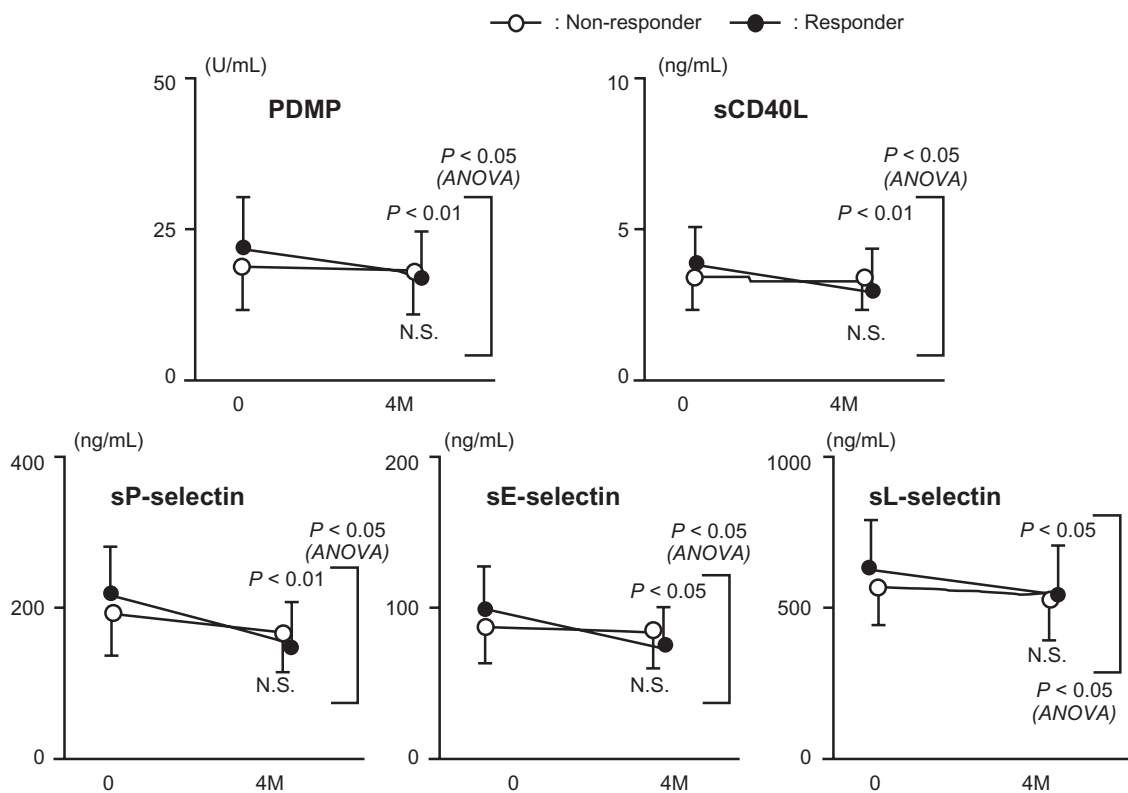 : Non-responder : Responder
(U/mL)
50
PDMP
P < 0.05
(ANOVA)
P < 0.01
25
N.S.
0
0 4M
(ng/mL)
10
sCD40L
P < 0.05
(ANOVA)
P < 0.01
5
N.S.
0
0 4M
(ng/mL)
400
sP-selectin
P < 0.05
(ANOVA)
P < 0.01
200
N.S.
0
0 4M
(ng/mL)
200
sE-selectin
P < 0.05
(ANOVA)
P < 0.05
100
N.S.
0
0 4M
(ng/mL)
1000
sL-selectin
P < 0.05
500
N.S.
P < 0.05
(ANOVA)
0
0 4M